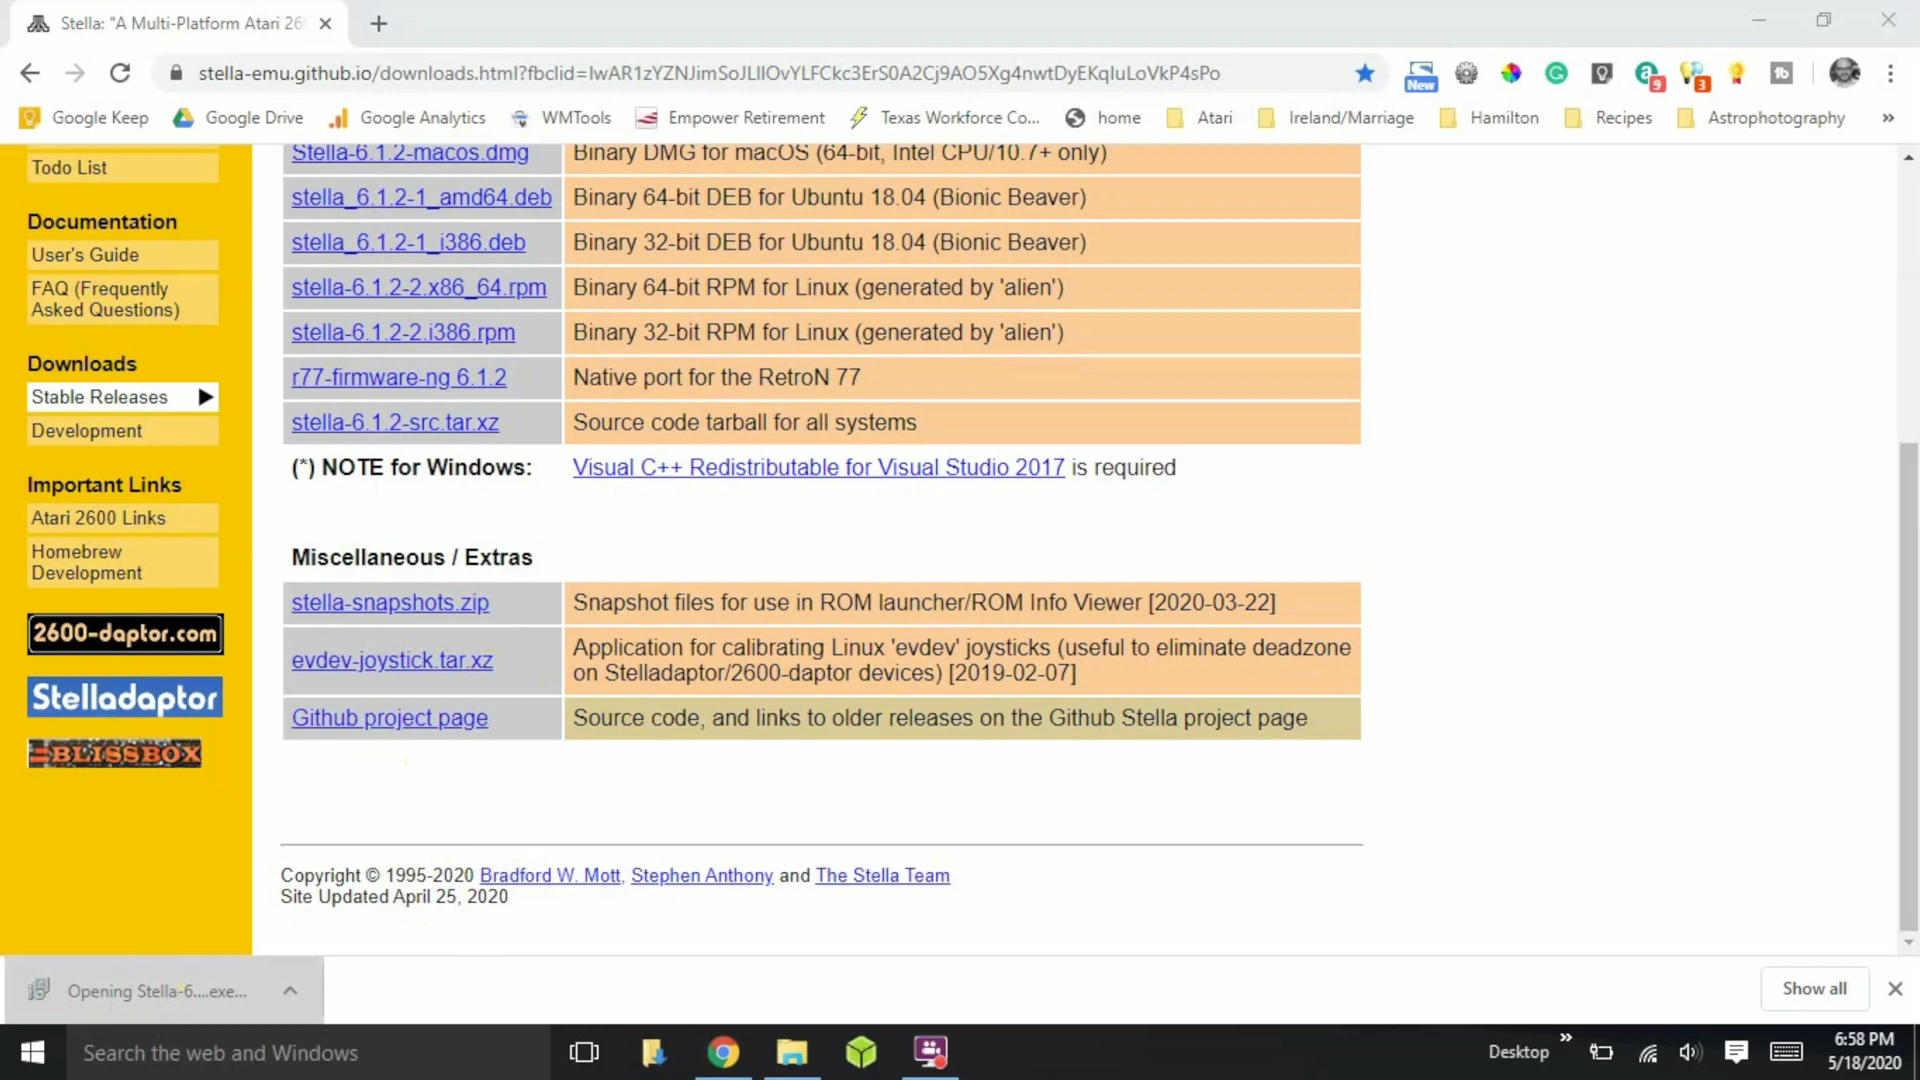 Stella: "A Multi-Platform Atari 26
stella-emu.github.io/downloads.html?fbclid=IwAR1zYZNJimSoJLlIOvYLFCkc3ErS0A2Cj9AO5Xg4nwtDyEKqIuLoVkP4sPo
New
9
3
Google Keep
Google Drive
Google Analytics
WMTools
Empower Retirement
Texas Workforce Co...
home
Atari
Ireland/Marriage
Hamilton
Recipes
Astrophotography
»
Todo List
Documentation
User's Guide
FAQ (Frequently
Asked Questions)
Downloads
Stable Releases
Development
Important Links
Atari 2600 Links
Homebrew
Development
2600-daptor.com
Stelladaptor
BLISSBOX
Stella-6.1.2-macos.dmg Binary DMG for macOS (64-bit, Intel CPU/10.7+ only)
stella_6.1.2-1_amd64.deb Binary 64-bit DEB for Ubuntu 18.04 (Bionic Beaver)
stella_6.1.2-1_i386.deb Binary 32-bit DEB for Ubuntu 18.04 (Bionic Beaver)
stella-6.1.2-2.x86_64.rpm Binary 64-bit RPM for Linux (generated by 'alien')
stella-6.1.2-2.i386.rpm Binary 32-bit RPM for Linux (generated by 'alien')
r77-firmware-ng 6.1.2 Native port for the RetroN 77
stella-6.1.2-src.tar.xz Source code tarball for all systems
(*) NOTE for Windows: Visual C++ Redistributable for Visual Studio 2017 is required
Miscellaneous / Extras
stella-snapshots.zip Snapshot files for use in ROM launcher/ROM Info Viewer [2020-03-22]
evdev-joystick.tar.xz Application for calibrating Linux 'evdev' joysticks (useful to eliminate deadzone
on Stelladaptor/2600-daptor devices) [2019-02-07]
Github project page Source code, and links to older releases on the Github Stella project page
Copyright © 1995-2020 Bradford W. Mott, Stephen Anthony and The Stella Team
Site Updated April 25, 2020
Opening Stella-6....exe...
Show all
Search the web and Windows
Desktop
»
6:58 PM
5/18/2020